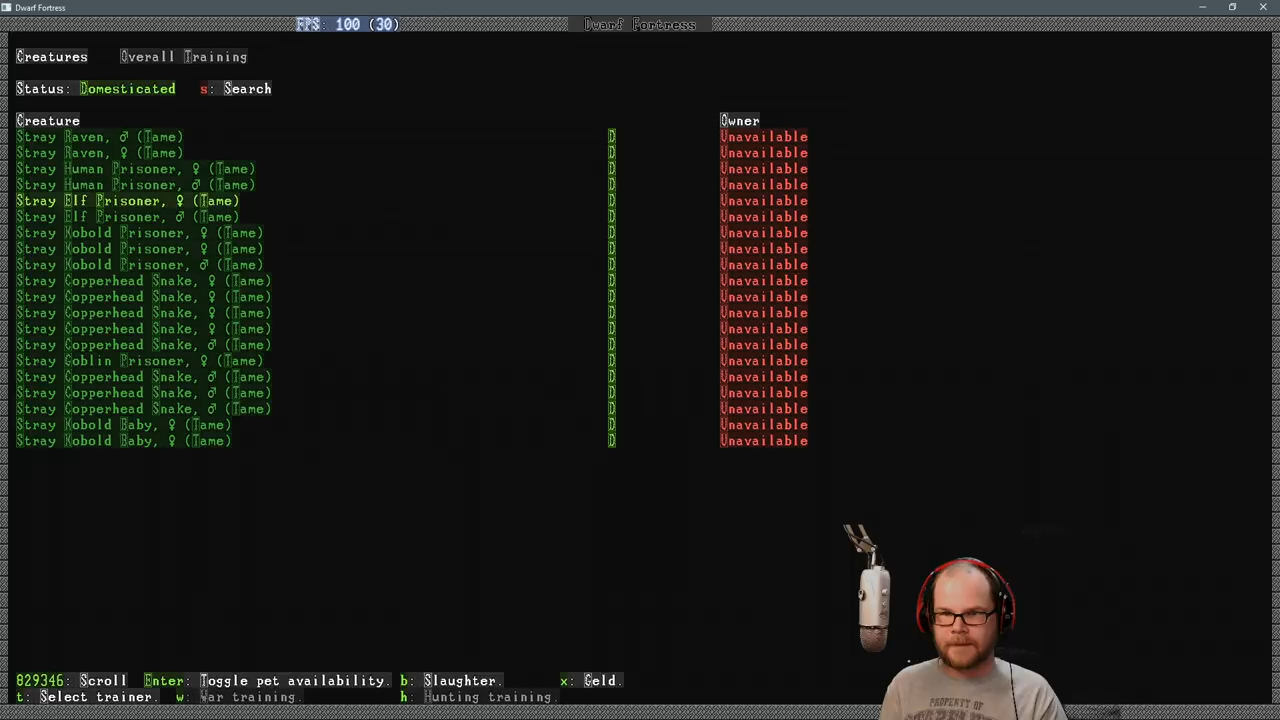 Dwarf Fortress
FPS: 100 (30) Dwarf Fortress
Creatures Overall Training
Status: Domesticated s: Search
Creature Owner
Stray Raven, ♂ (Tame) D Unavailable
Stray Raven, ♀ (Tame) D Unavailable
Stray Human Prisoner, ♀ (Tame) D Unavailable
Stray Human Prisoner, ♂ (Tame) D Unavailable
Stray Elf Prisoner, ♀ (Tame) D Unavailable
Stray Elf Prisoner, ♂ (Tame) D Unavailable
Stray Kobold Prisoner, ♀ (Tame) D Unavailable
Stray Kobold Prisoner, ♀ (Tame) D Unavailable
Stray Kobold Prisoner, ♂ (Tame) D Unavailable
Stray Copperhead Snake, ♀ (Tame) D Unavailable
Stray Copperhead Snake, ♀ (Tame) D Unavailable
Stray Copperhead Snake, ♀ (Tame) D Unavailable
Stray Copperhead Snake, ♀ (Tame) D Unavailable
Stray Copperhead Snake, ♂ (Tame) D Unavailable
Stray Goblin Prisoner, ♀ (Tame) D Unavailable
Stray Copperhead Snake, ♂ (Tame) D Unavailable
Stray Copperhead Snake, ♂ (Tame) D Unavailable
Stray Copperhead Snake, ♂ (Tame) D Unavailable
Stray Kobold Baby, ♀ (Tame) D Unavailable
Stray Kobold Baby, ♀ (Tame) D Unavailable
829346: Scroll Enter: Toggle pet availability. b: Slaughter. x: Geld.
t: Select trainer. w: War training. h: Hunting training.
PROPERTY OF